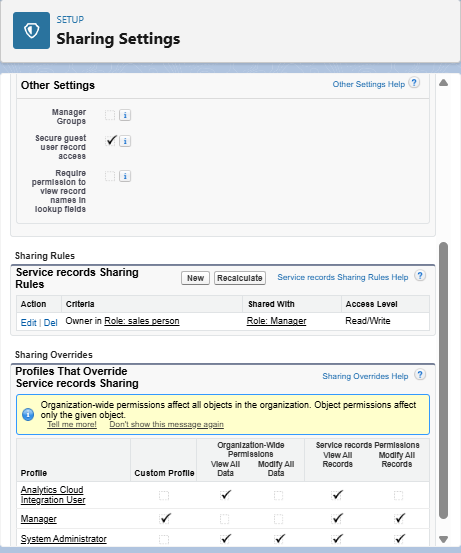 SETUP
Sharing Settings
Other Settings
Other Settings Help ?
Manager
Groups
i
Secure guest
user record
access
i
Require
permission to
view record
names in
lookup fields
i
Sharing Rules
Service records Sharing
Rules
New
Recalculate
Service records Sharing Rules Help ?
Action Criteria Shared With Access Level
Edit | Del Owner in Role: sales person Role: Manager Read/Write
Sharing Overrides
Profiles That Override
Service records Sharing
Sharing Overrides Help ?
i
Organization-wide permissions affect all objects in the organization. Object permissions affect
only the given object.
Tell me more! Don't show this message again
Organization-Wide
Permissions
Service records Permissions
Profile
Custom Profile
View All
Data
Modify All
Data
View All
Records
Modify All
Records
Analytics Cloud
Integration User
Manager
System Administrator